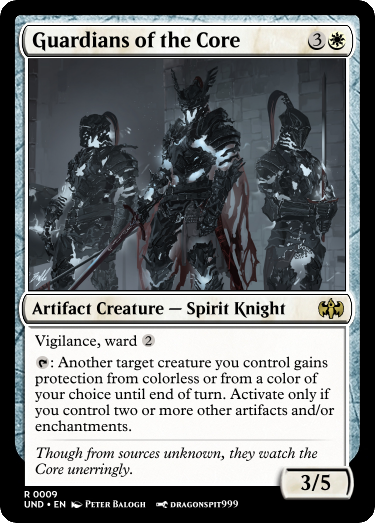 Guardians of the Core 3
Artifact Creature — Spirit Knight
Vigilance, ward 2
: Another target creature you control gains
protection from colorless or from a color of
your choice until end of turn. Activate only if
you control two or more other artifacts and/or
enchantments.
Though from sources unknown, they watch the
Core unerringly.
3/5
R 0009
UND • EN Peter Balogh dragonspit999